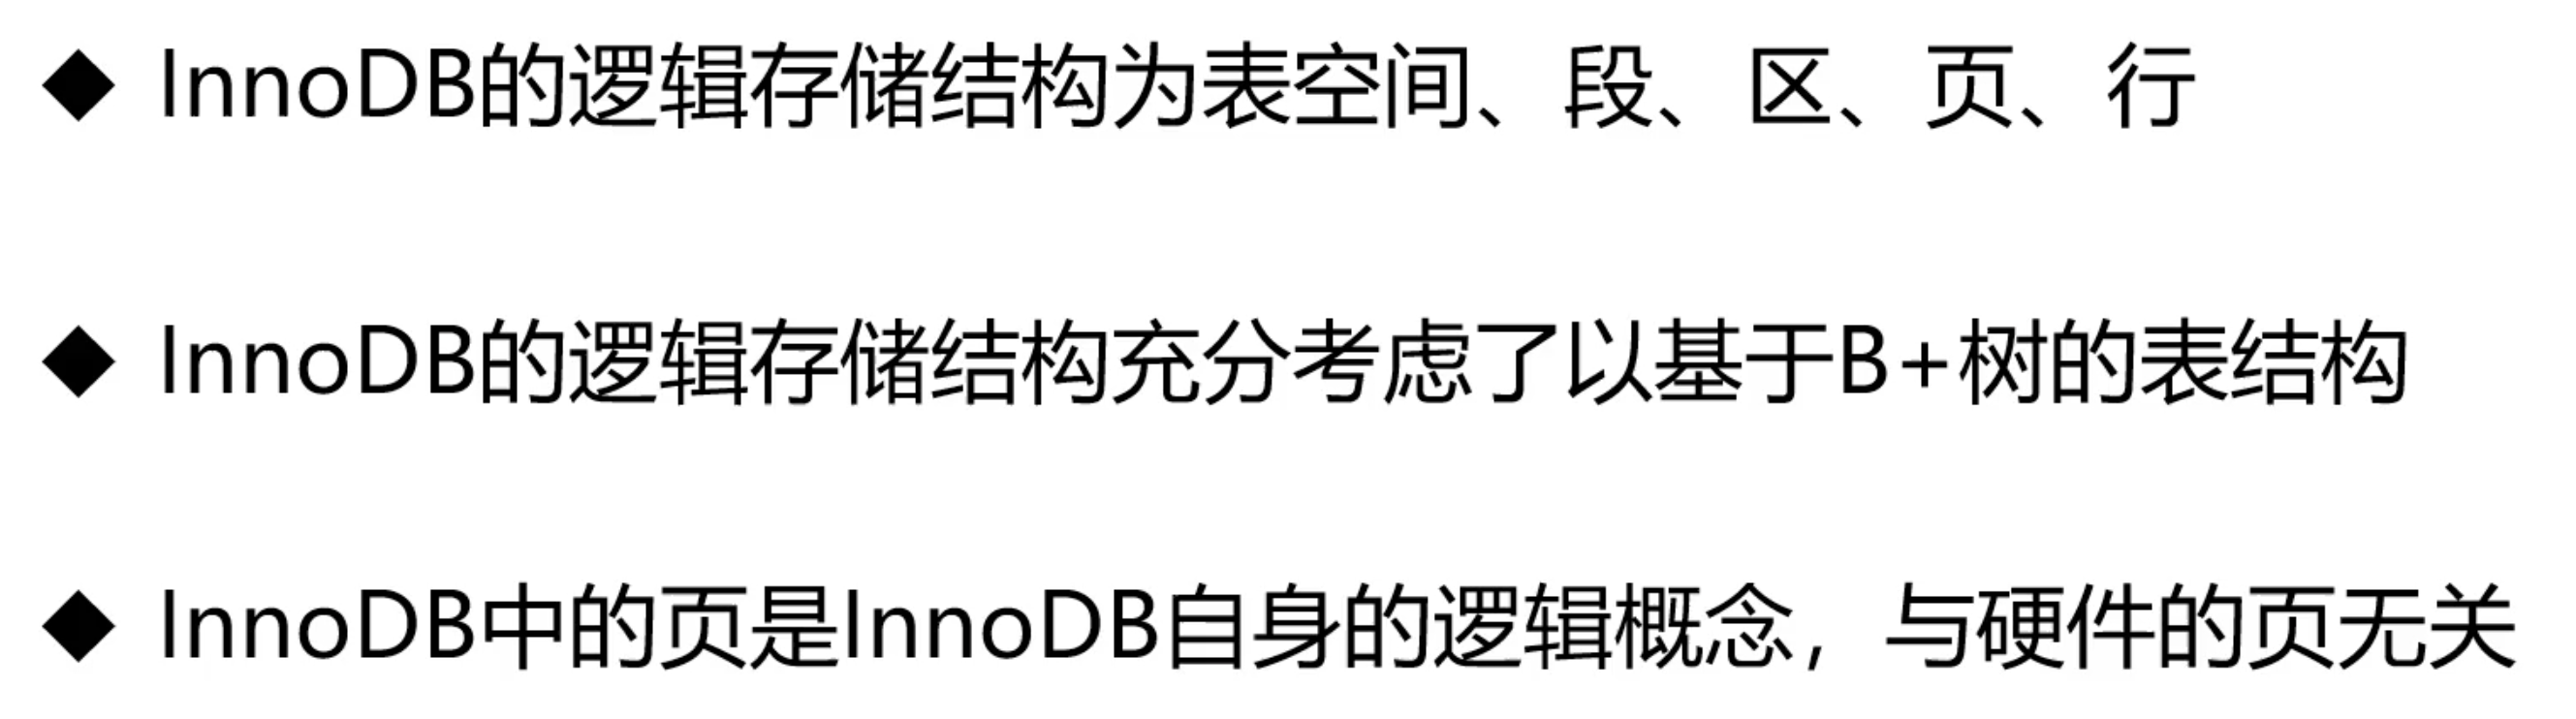 ◆ InnoDB的逻辑存储结构为表空间、段、区、页、行
◆ InnoDB的逻辑存储结构充分考虑了以基于B+树的表结构
◆ InnoDB中的页是InnoDB自身的逻辑概念，与硬件的页无关